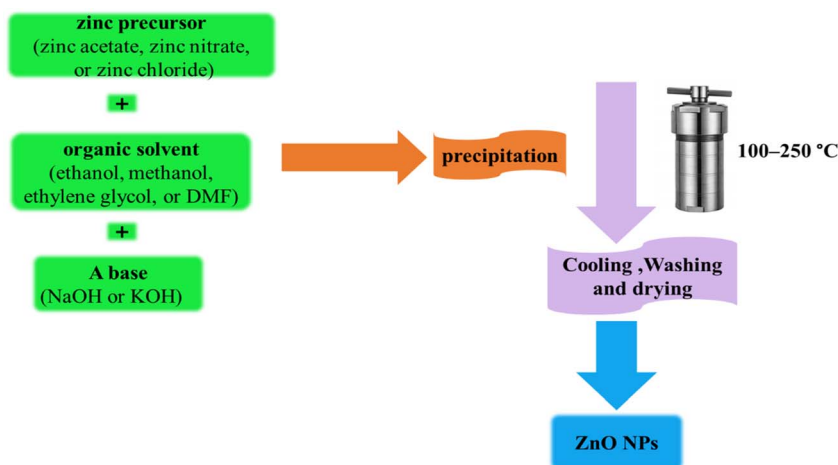 zinc precursor
(zinc acetate, zinc nitrate,
or zinc chloride)
+
organic solvent
(ethanol, methanol,
ethylene glycol, or DMF)
+
A base
(NaOH or KOH)
precipitation
100–250 °C
Cooling ,Washing
and drying
ZnO NPs